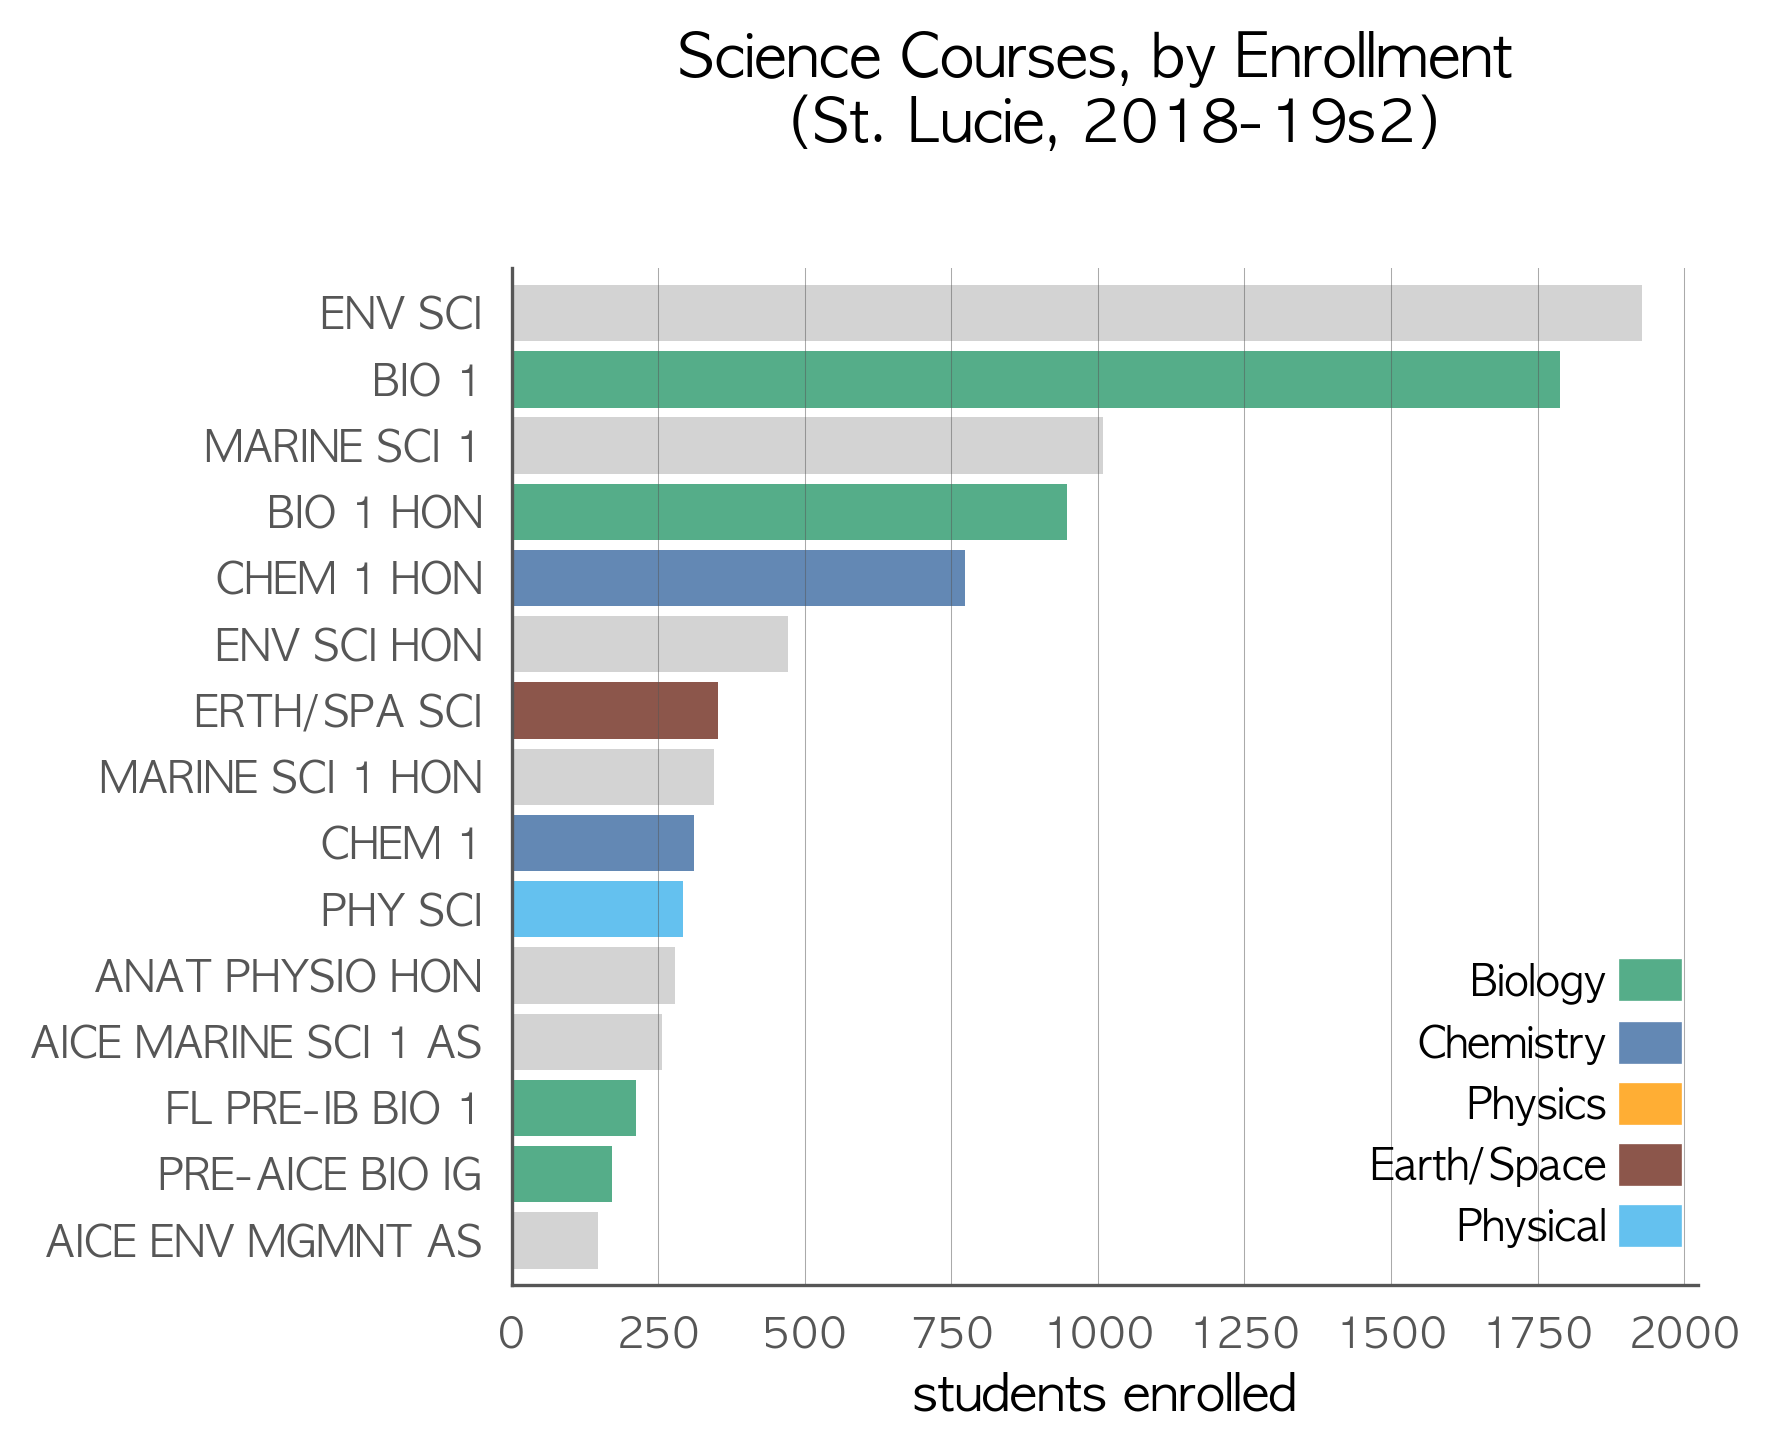 Science Courses, by Enrollment
(St. Lucie, 2018-19s2)
ENV SCI
BIO 1
MARINE SCI 1
BIO 1 HON
CHEM 1 HON
ENV SCI HON
ERTH/SPA SCI
MARINE SCI 1 HON
CHEM 1
PHY SCI
ANAT PHYSIO HON
AICE MARINE SCI 1 AS
FL PRE-IB BIO 1
PRE-AICE BIO IG
AICE ENV MGMNT AS
Biology
Chemistry
Physics
Earth/Space
Physical
0 250 500 750 1000 1250 1500 1750 2000
students enrolled